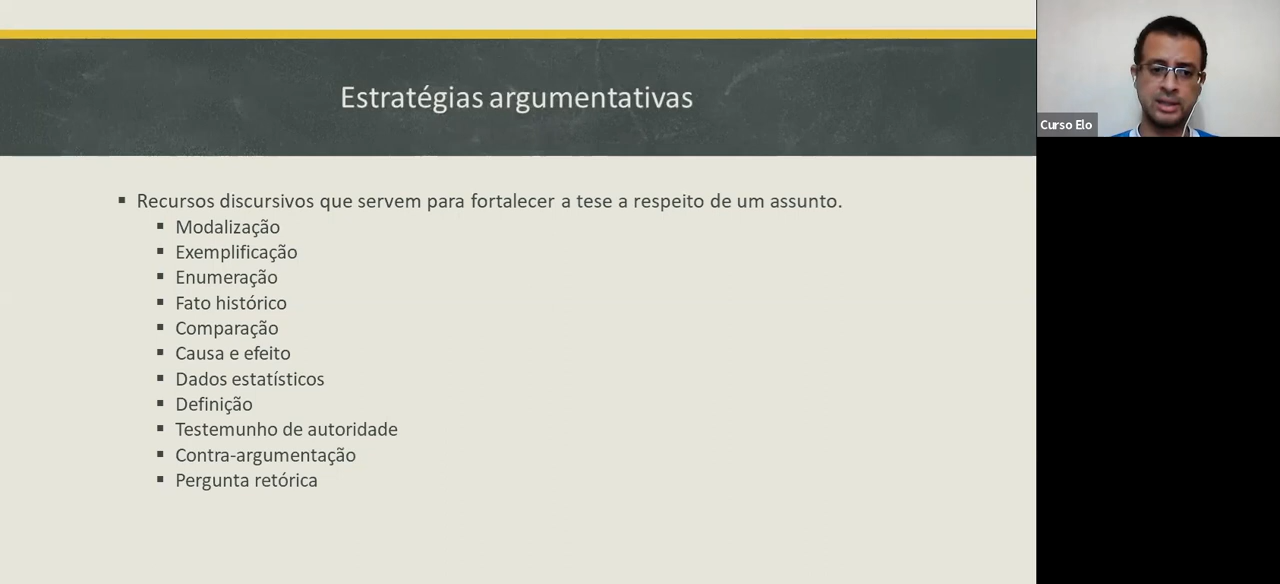 Estratégias argumentativas
Recursos discursivos que servem para fortalecer a tese a respeito de um assunto.
Modalização
Exemplificação
Enumeração
Fato histórico
Comparação
Causa e efeito
Dados estatísticos
Definição
Testemunho de autoridade
Contra-argumentação
Pergunta retórica
Curso Elo